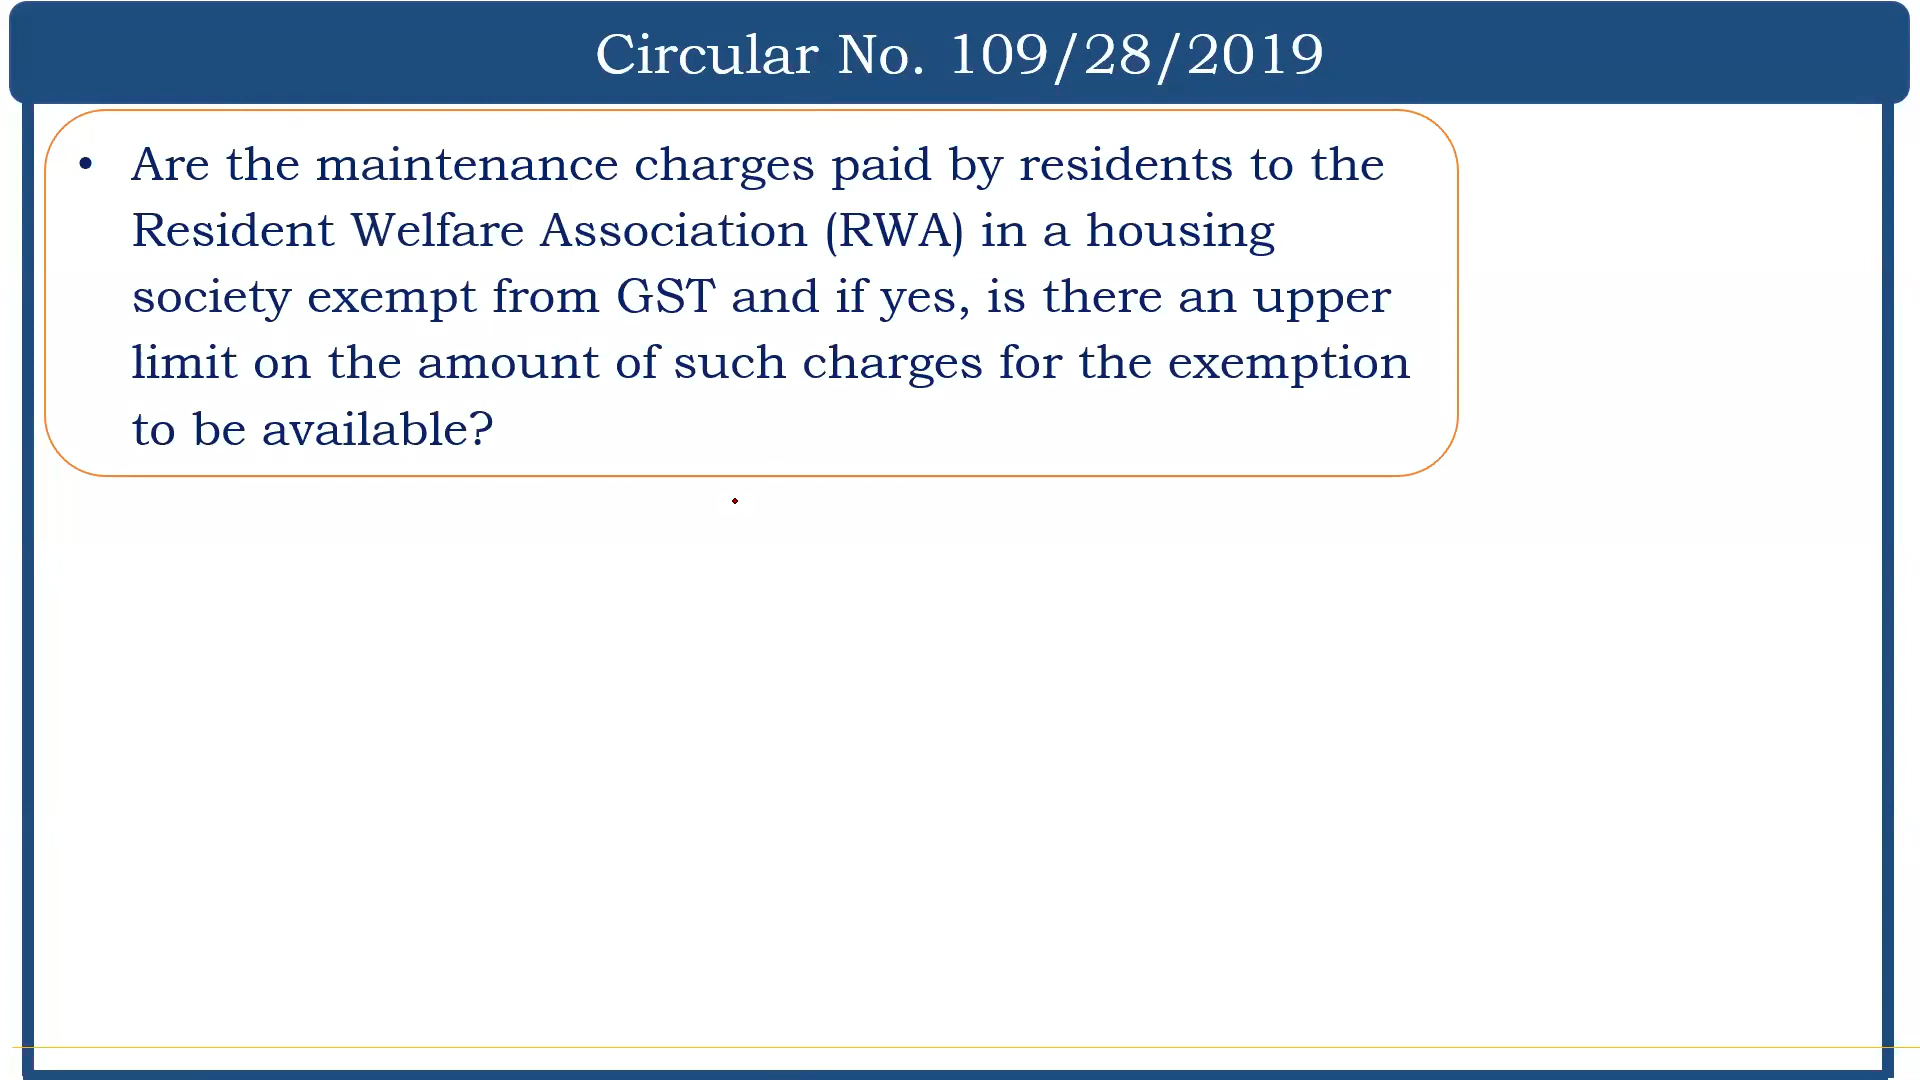 Circular No. 109/28/2019
• Are the maintenance charges paid by residents to the
Resident Welfare Association (RWA) in a housing
society exempt from GST and if yes, is there an upper
limit on the amount of such charges for the exemption
to be available?